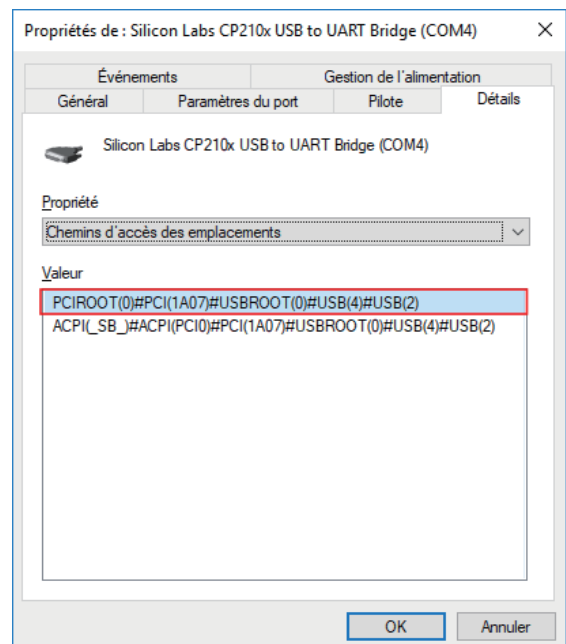 Propriétés de : Silicon Labs CP210x USB to UART Bridge (COM4)
Événements Gestion de l'alimentation
Général Paramètres du port Pilote Détails
Silicon Labs CP210x USB to UART Bridge (COM4)
Propriété
Chemins d'accès des emplacements
Valeur
PCIROOT(0)#PCI(1A07)#USBROOT(0)#USB(4)#USB(2)
ACPI(_SB_)#ACPI(PCI0)#PCI(1A07)#USBROOT(0)#USB(4)#USB(2)
OK Annuler